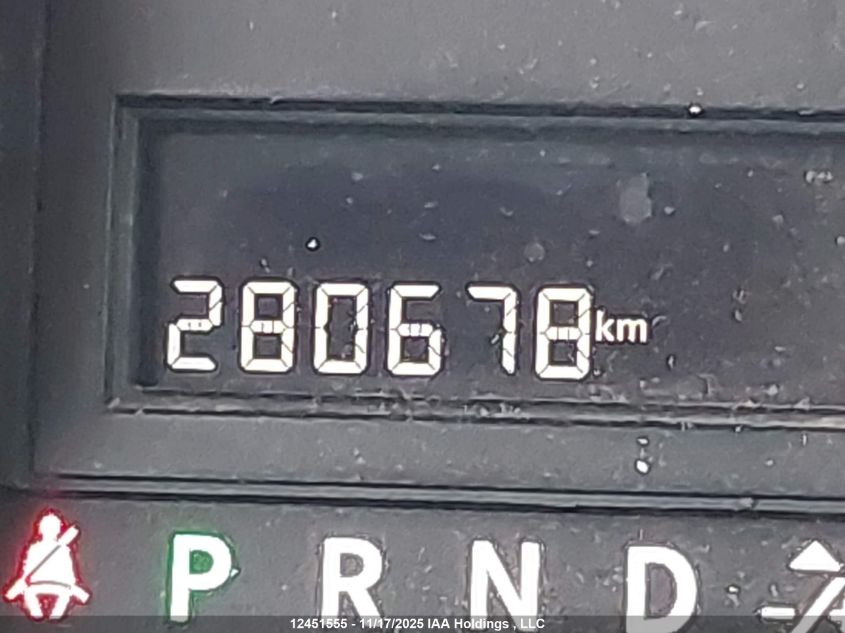 280678 km
P R N D
12451555 - 11/17/2025 IAA Holdings , LLC